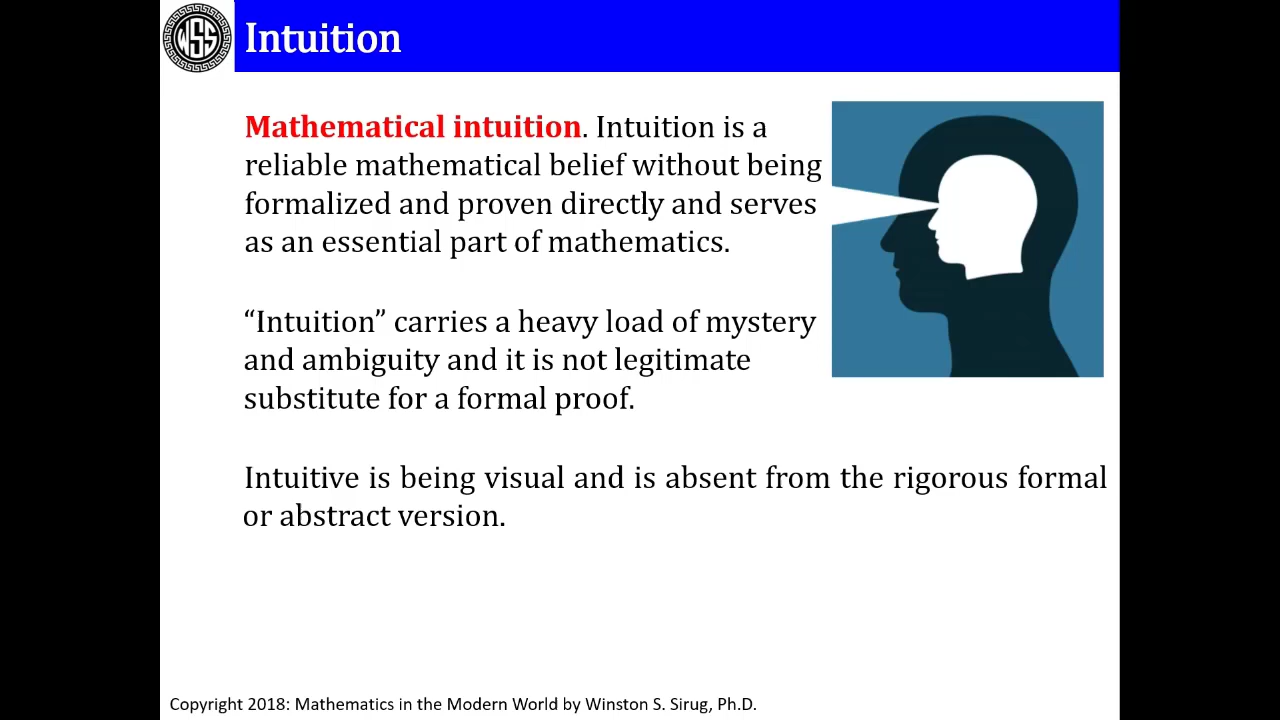 WSS
Intuition
Mathematical intuition. Intuition is a
reliable mathematical belief without being
formalized and proven directly and serves
as an essential part of mathematics.
“Intuition” carries a heavy load of mystery
and ambiguity and it is not legitimate
substitute for a formal proof.
Intuitive is being visual and is absent from the rigorous formal
or abstract version.
Copyright 2018: Mathematics in the Modern World by Winston S. Sirug, Ph.D.